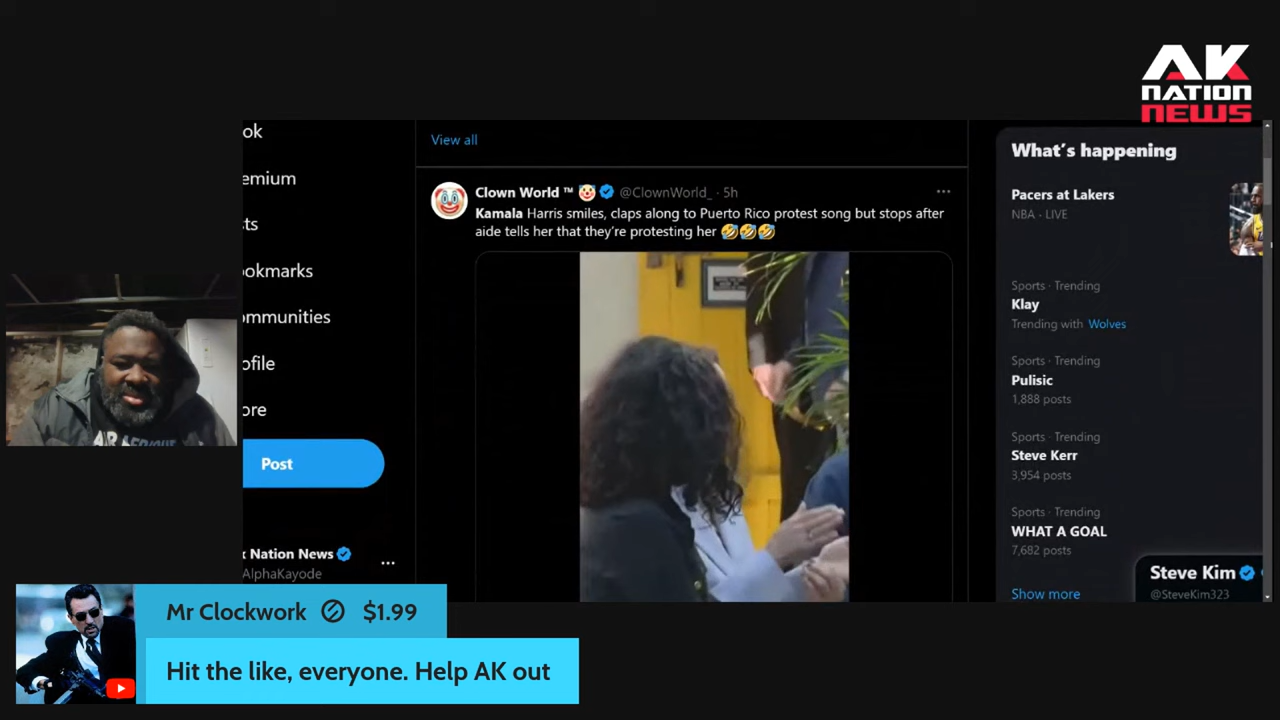 AK
NATION
NEWS
ok
emium
sts
ookmarks
ommunities
ofile
ore
Post
k Nation News
AlphaKayode
View all
Clown World ™ @ClownWorld_ · 5h
Kamala Harris smiles, claps along to Puerto Rico protest song but stops after
aide tells her that they're protesting her
What's happening
Pacers at Lakers
NBA · LIVE
Sports · Trending
Klay
Trending with Wolves
Sports · Trending
Pulisic
1,888 posts
Sports · Trending
Steve Kerr
3,954 posts
Sports · Trending
WHAT A GOAL
7,682 posts
Show more
Steve Kim
@SteveKim323
Mr Clockwork $1.99
Hit the like, everyone. Help AK out